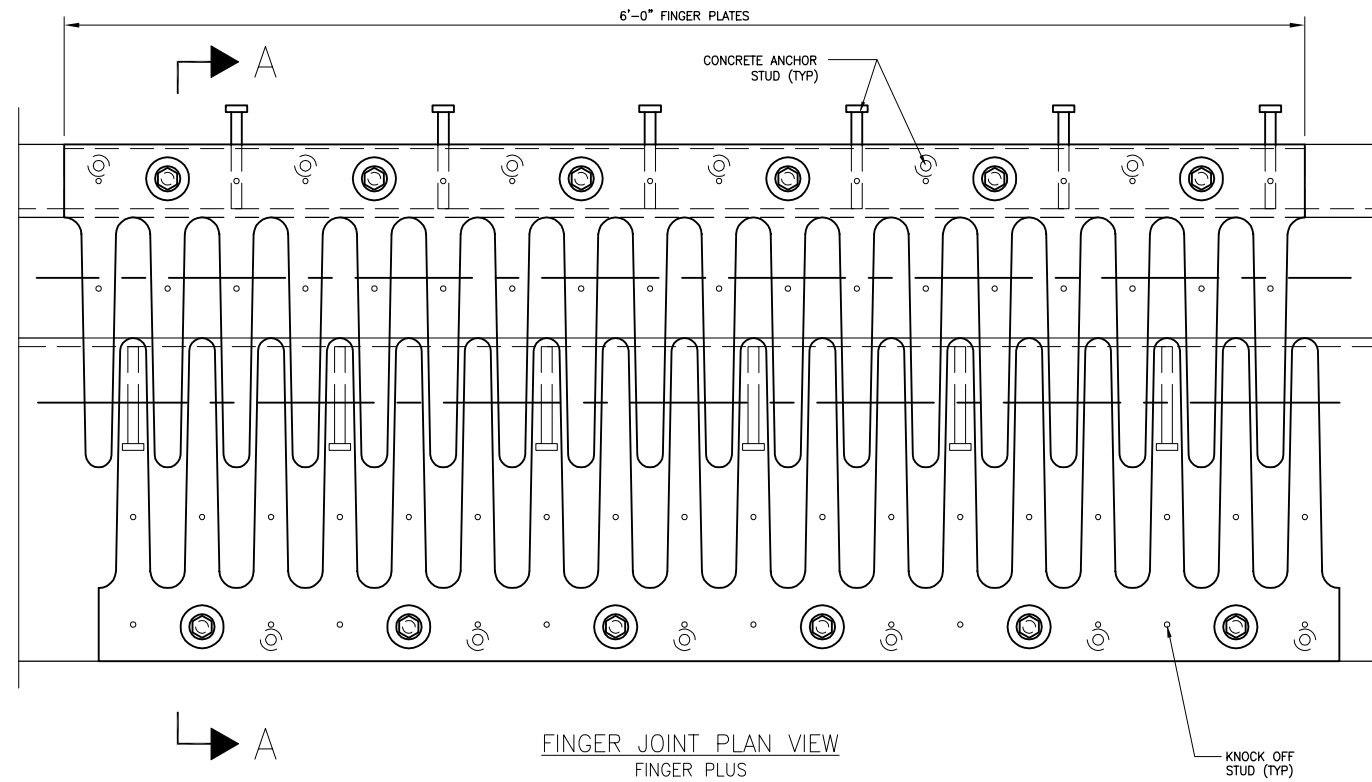 6'-0" FINGER PLATES
A
CONCRETE ANCHOR
STUD (TYP)
A
FINGER JOINT PLAN VIEW
FINGER PLUS
KNOCK OFF
STUD (TYP)